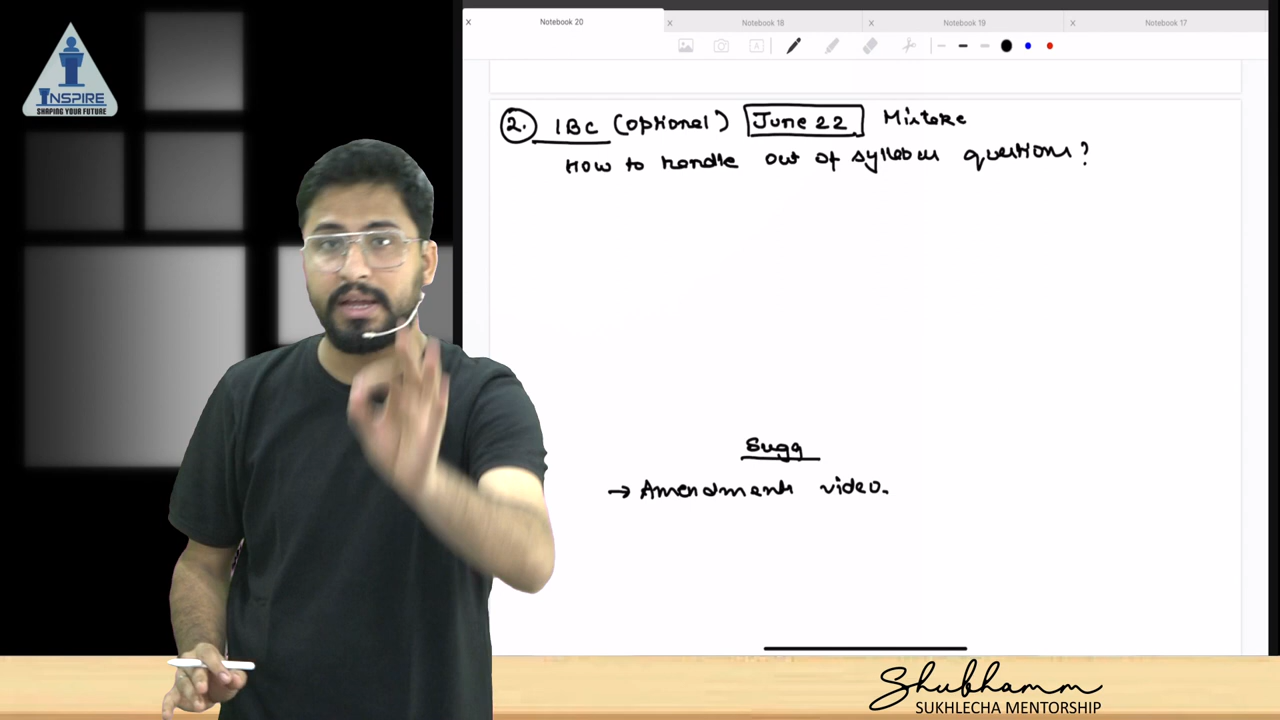 INSPIRE
SHAPING YOUR FUTURE
Notebook 20
Notebook 18
Notebook 19
Notebook 17
A
2. IBC (optional) June 22 Mistake
How to handle out of syllabus questions?
Sugg
→ Amendments video.
Shubhamm
SUKHLECHA MENTORSHIP